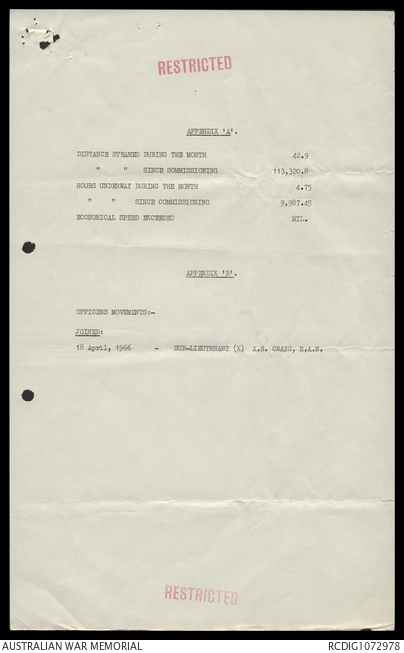 RESTRICTED
APPENDIX 'A'.
DISTANCE STEAMED DURING THE MONTH 42.9
" " SINCE BOMMISSIONING 113,320.8
HOURS UNDERWAY DURING THE MONTH 4.75
" " SINCE COMMISSIONING 9,987.45
ECONOMICAL SPEED EXCEEDED NIL.
APPENDIX 'B'.
OFFICERS MOVEMENTS:-
JOINED:
18 April, 1966 - SUB-LIEUTENANT (X) A.H. CRAIG, R.A.N.
RESTRICTED
AUSTRALIAN WAR MEMORIAL RCDIG1072978